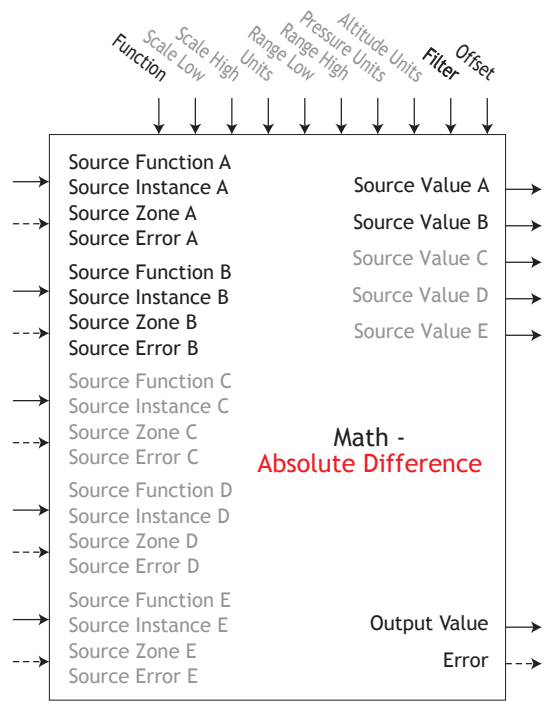 Function
Scale Low
Scale High
Units
Range Low
Range High
Pressure Units
Altitude Units
Filter
Offset
Source Function A
Source Instance A
Source Zone A
Source Error A
Source Function B
Source Instance B
Source Zone B
Source Error B
Source Function C
Source Instance C
Source Zone C
Source Error C
Source Function D
Source Instance D
Source Zone D
Source Error D
Source Function E
Source Instance E
Source Zone E
Source Error E
Source Value A
Source Value B
Source Value C
Source Value D
Source Value E
Math -
Absolute Difference
Output Value
Error